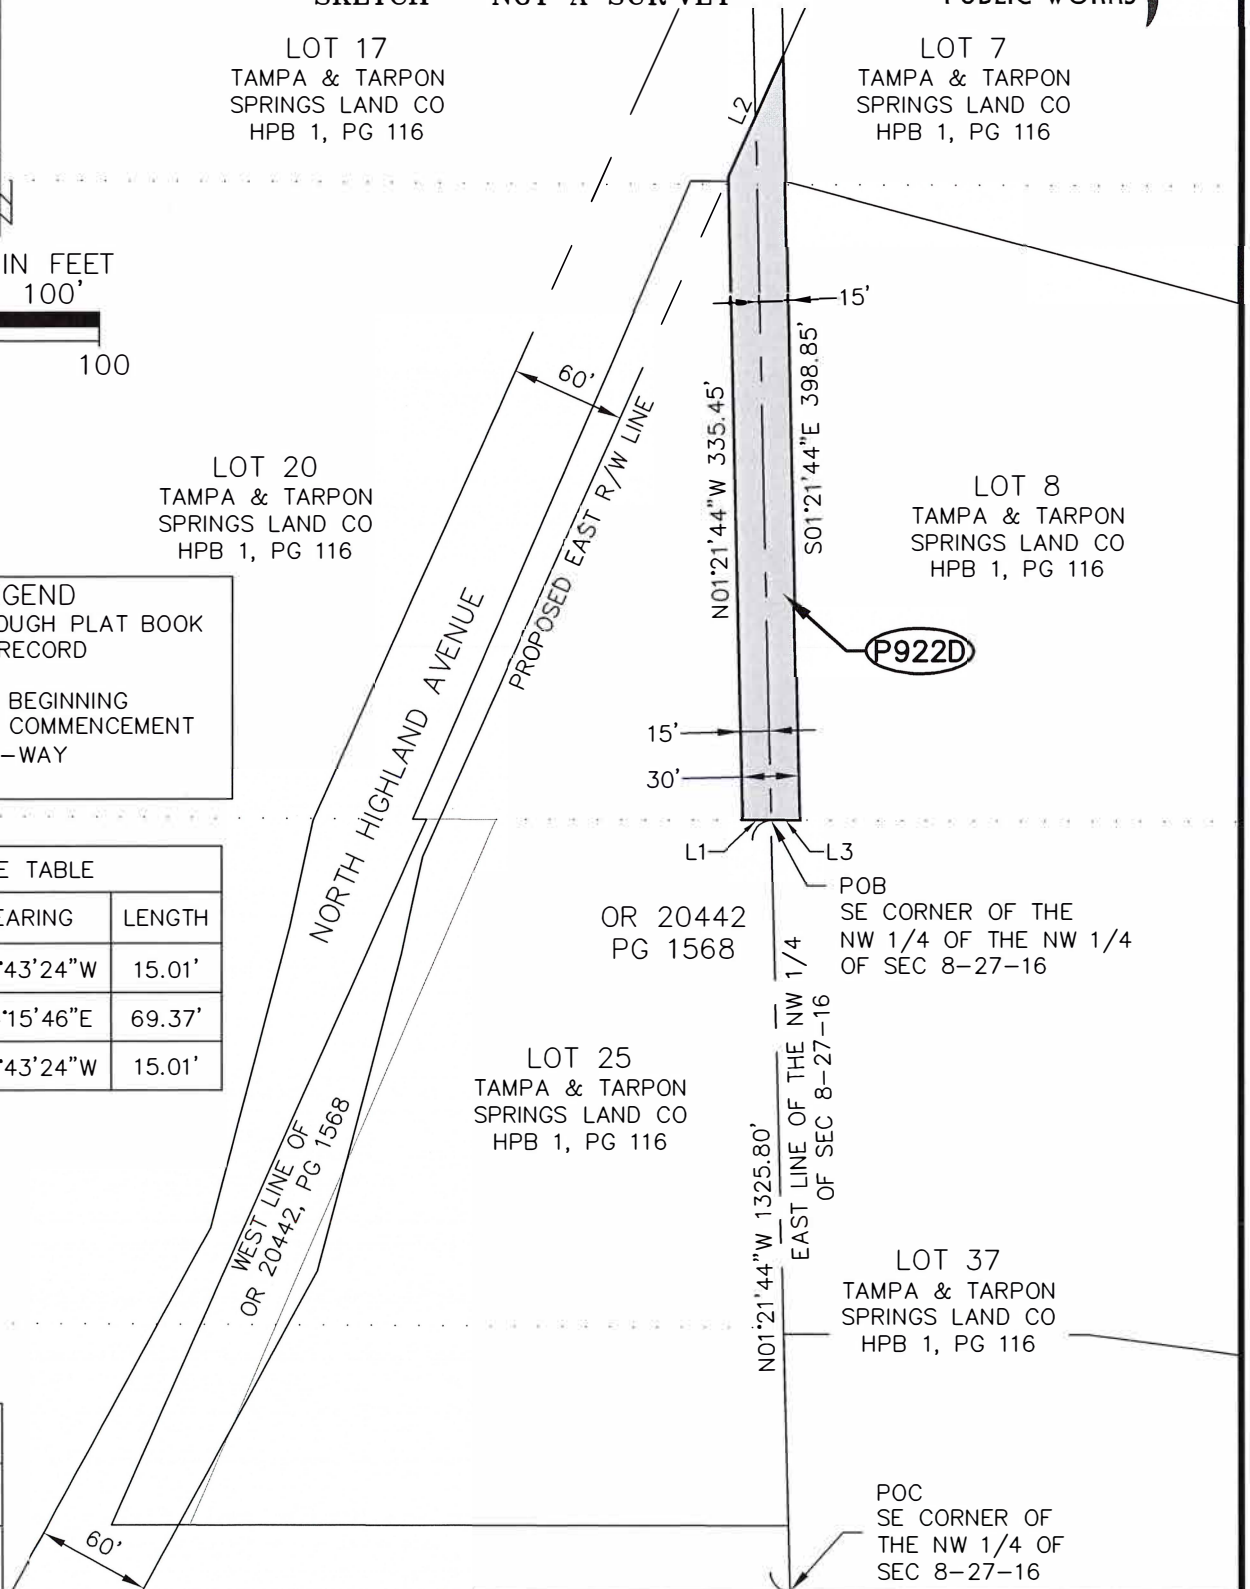 SKETCH - NOT A SURVEY
PUBLIC WORKS
LOT 17
TAMPA & TARPON
SPRINGS LAND CO
HPB 1, PG 116
LOT 7
TAMPA & TARPON
SPRINGS LAND CO
HPB 1, PG 116
L2
IN FEET
100'
100
15'
60'
PROPOSED EAST R/W LINE
N01°21'44"W 335.45'
S01°21'44"E 398.85'
LOT 20
TAMPA & TARPON
SPRINGS LAND CO
HPB 1, PG 116
LOT 8
TAMPA & TARPON
SPRINGS LAND CO
HPB 1, PG 116
GEND
OUGH PLAT BOOK
RECORD
BEGINNING
COMMENCEMENT
-WAY
NORTH HIGHLAND AVENUE
P922D
15'
30'
L1
L3
POB
SE CORNER OF THE
NW 1/4 OF THE NW 1/4
OF SEC 8-27-16
E TABLE
EARING LENGTH
°43'24"W 15.01'
°15'46"E 69.37'
°43'24"W 15.01'
OR 20442
PG 1568
LOT 25
TAMPA & TARPON
SPRINGS LAND CO
HPB 1, PG 116
WEST LINE OF
OR 20442, PG 1568
N01°21'44"W 1325.80'
EAST LINE OF THE NW 1/4
OF SEC 8-27-16
LOT 37
TAMPA & TARPON
SPRINGS LAND CO
HPB 1, PG 116
60'
POC
SE CORNER OF
THE NW 1/4 OF
SEC 8-27-16